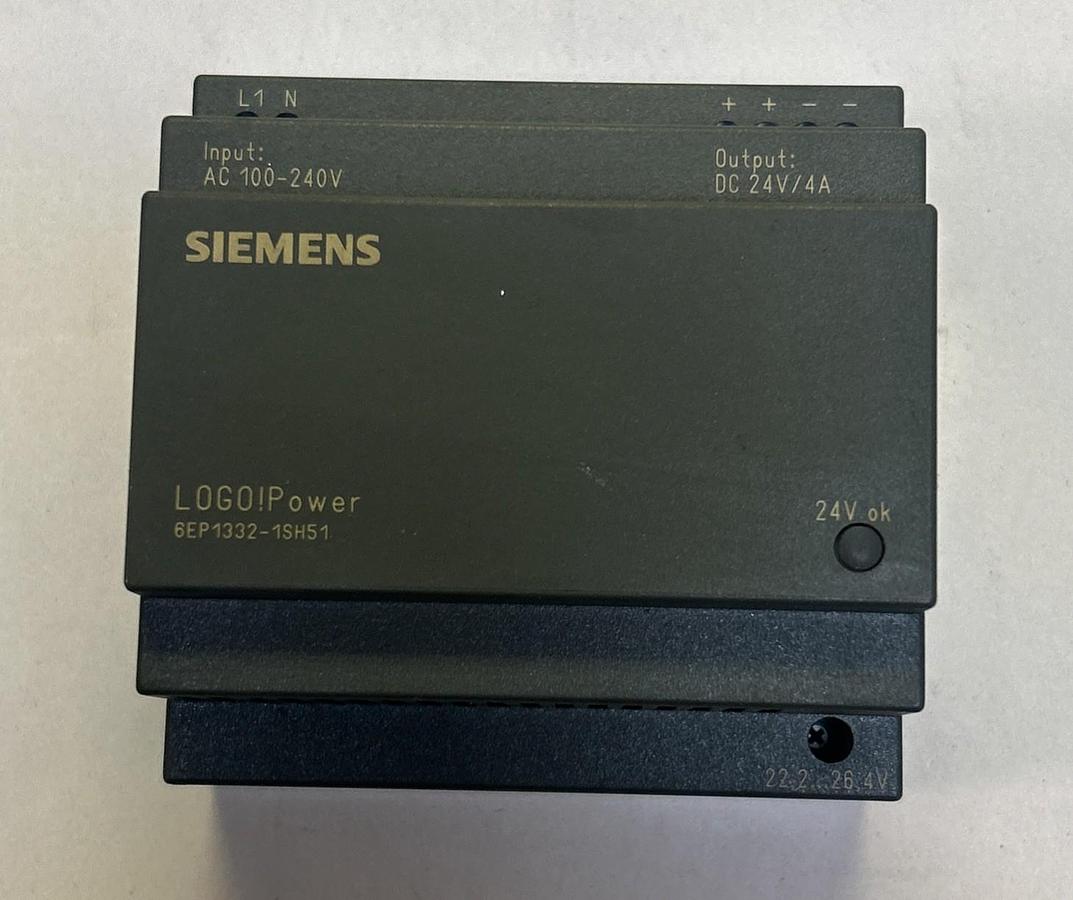 L1 N
+ + − −
Input:
AC 100-240V
Output:
DC 24V/4A
SIEMENS
LOGO!Power
6EP1332-1SH51
24V ok
22.2...26.4V